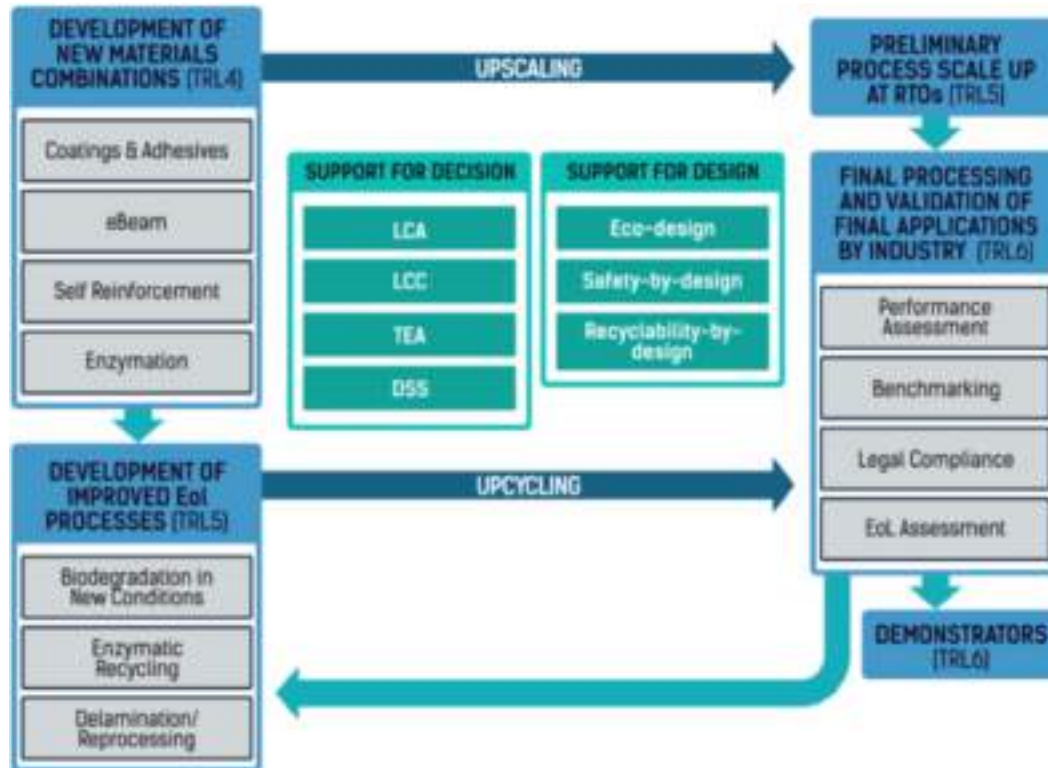 DEVELOPMENT OF
NEW MATERIALS
COMBINATIONS (TRL4)
Coatings & Adhesives
eBeam
Self Reinforcement
Enzymation
UPSCALING
PRELIMINARY
PROCESS SCALE UP
AT RTOs (TRL5)
SUPPORT FOR DECISION
LCA
LCC
TEA
DSS
SUPPORT FOR DESIGN
Eco-design
Safety-by-design
Recyclability-by-
design
FINAL PROCESSING
AND VALIDATION OF
FINAL APPLICATIONS
BY INDUSTRY (TRL6)
Performance
Assessment
Benchmarking
Legal Compliance
EoL Assessment
DEVELOPMENT OF
IMPROVED Eol
PROCESSES (TRL5)
Biodegradation in
New Conditions
Enzymatic
Recycling
Delamination/
Reprocessing
UPCYCLING
DEMONSTRATORS
(TRL6)